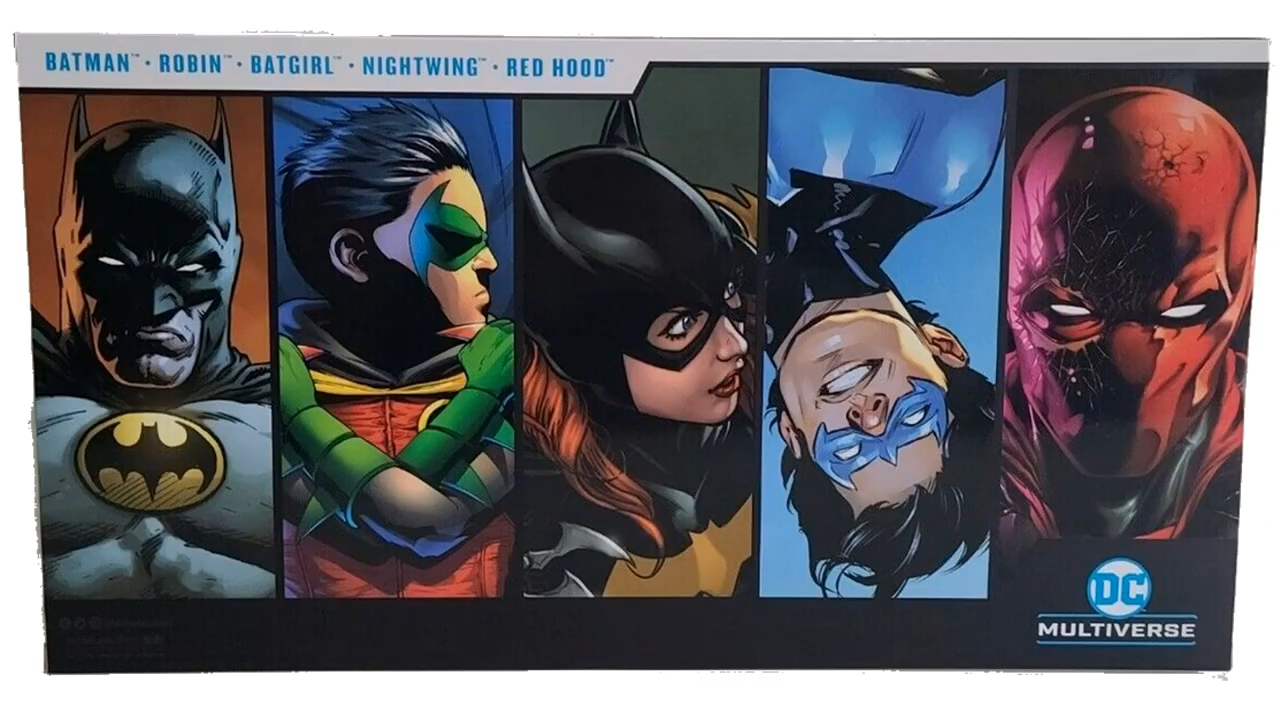 BATMAN™ • ROBIN™ • BATGIRL™ • NIGHTWING™ • RED HOOD™
DC
MULTIVERSE